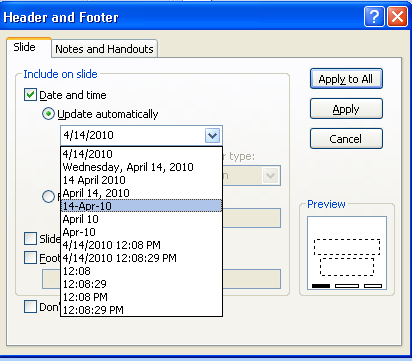 Header and Footer
Slide
Notes and Handouts
Include on slide
Date and time
Update automatically
4/14/2010
4/14/2010
Wednesday, April 14, 2010
14 April 2010
April 14, 2010
14-Apr-10
April 10
Apr-10
4/14/2010 12:08 PM
4/14/2010 12:08:29 PM
12:08
12:08:29
12:08 PM
12:08:29 PM
type:
Slide
Foot
Don'
Apply to All
Apply
Cancel
Preview